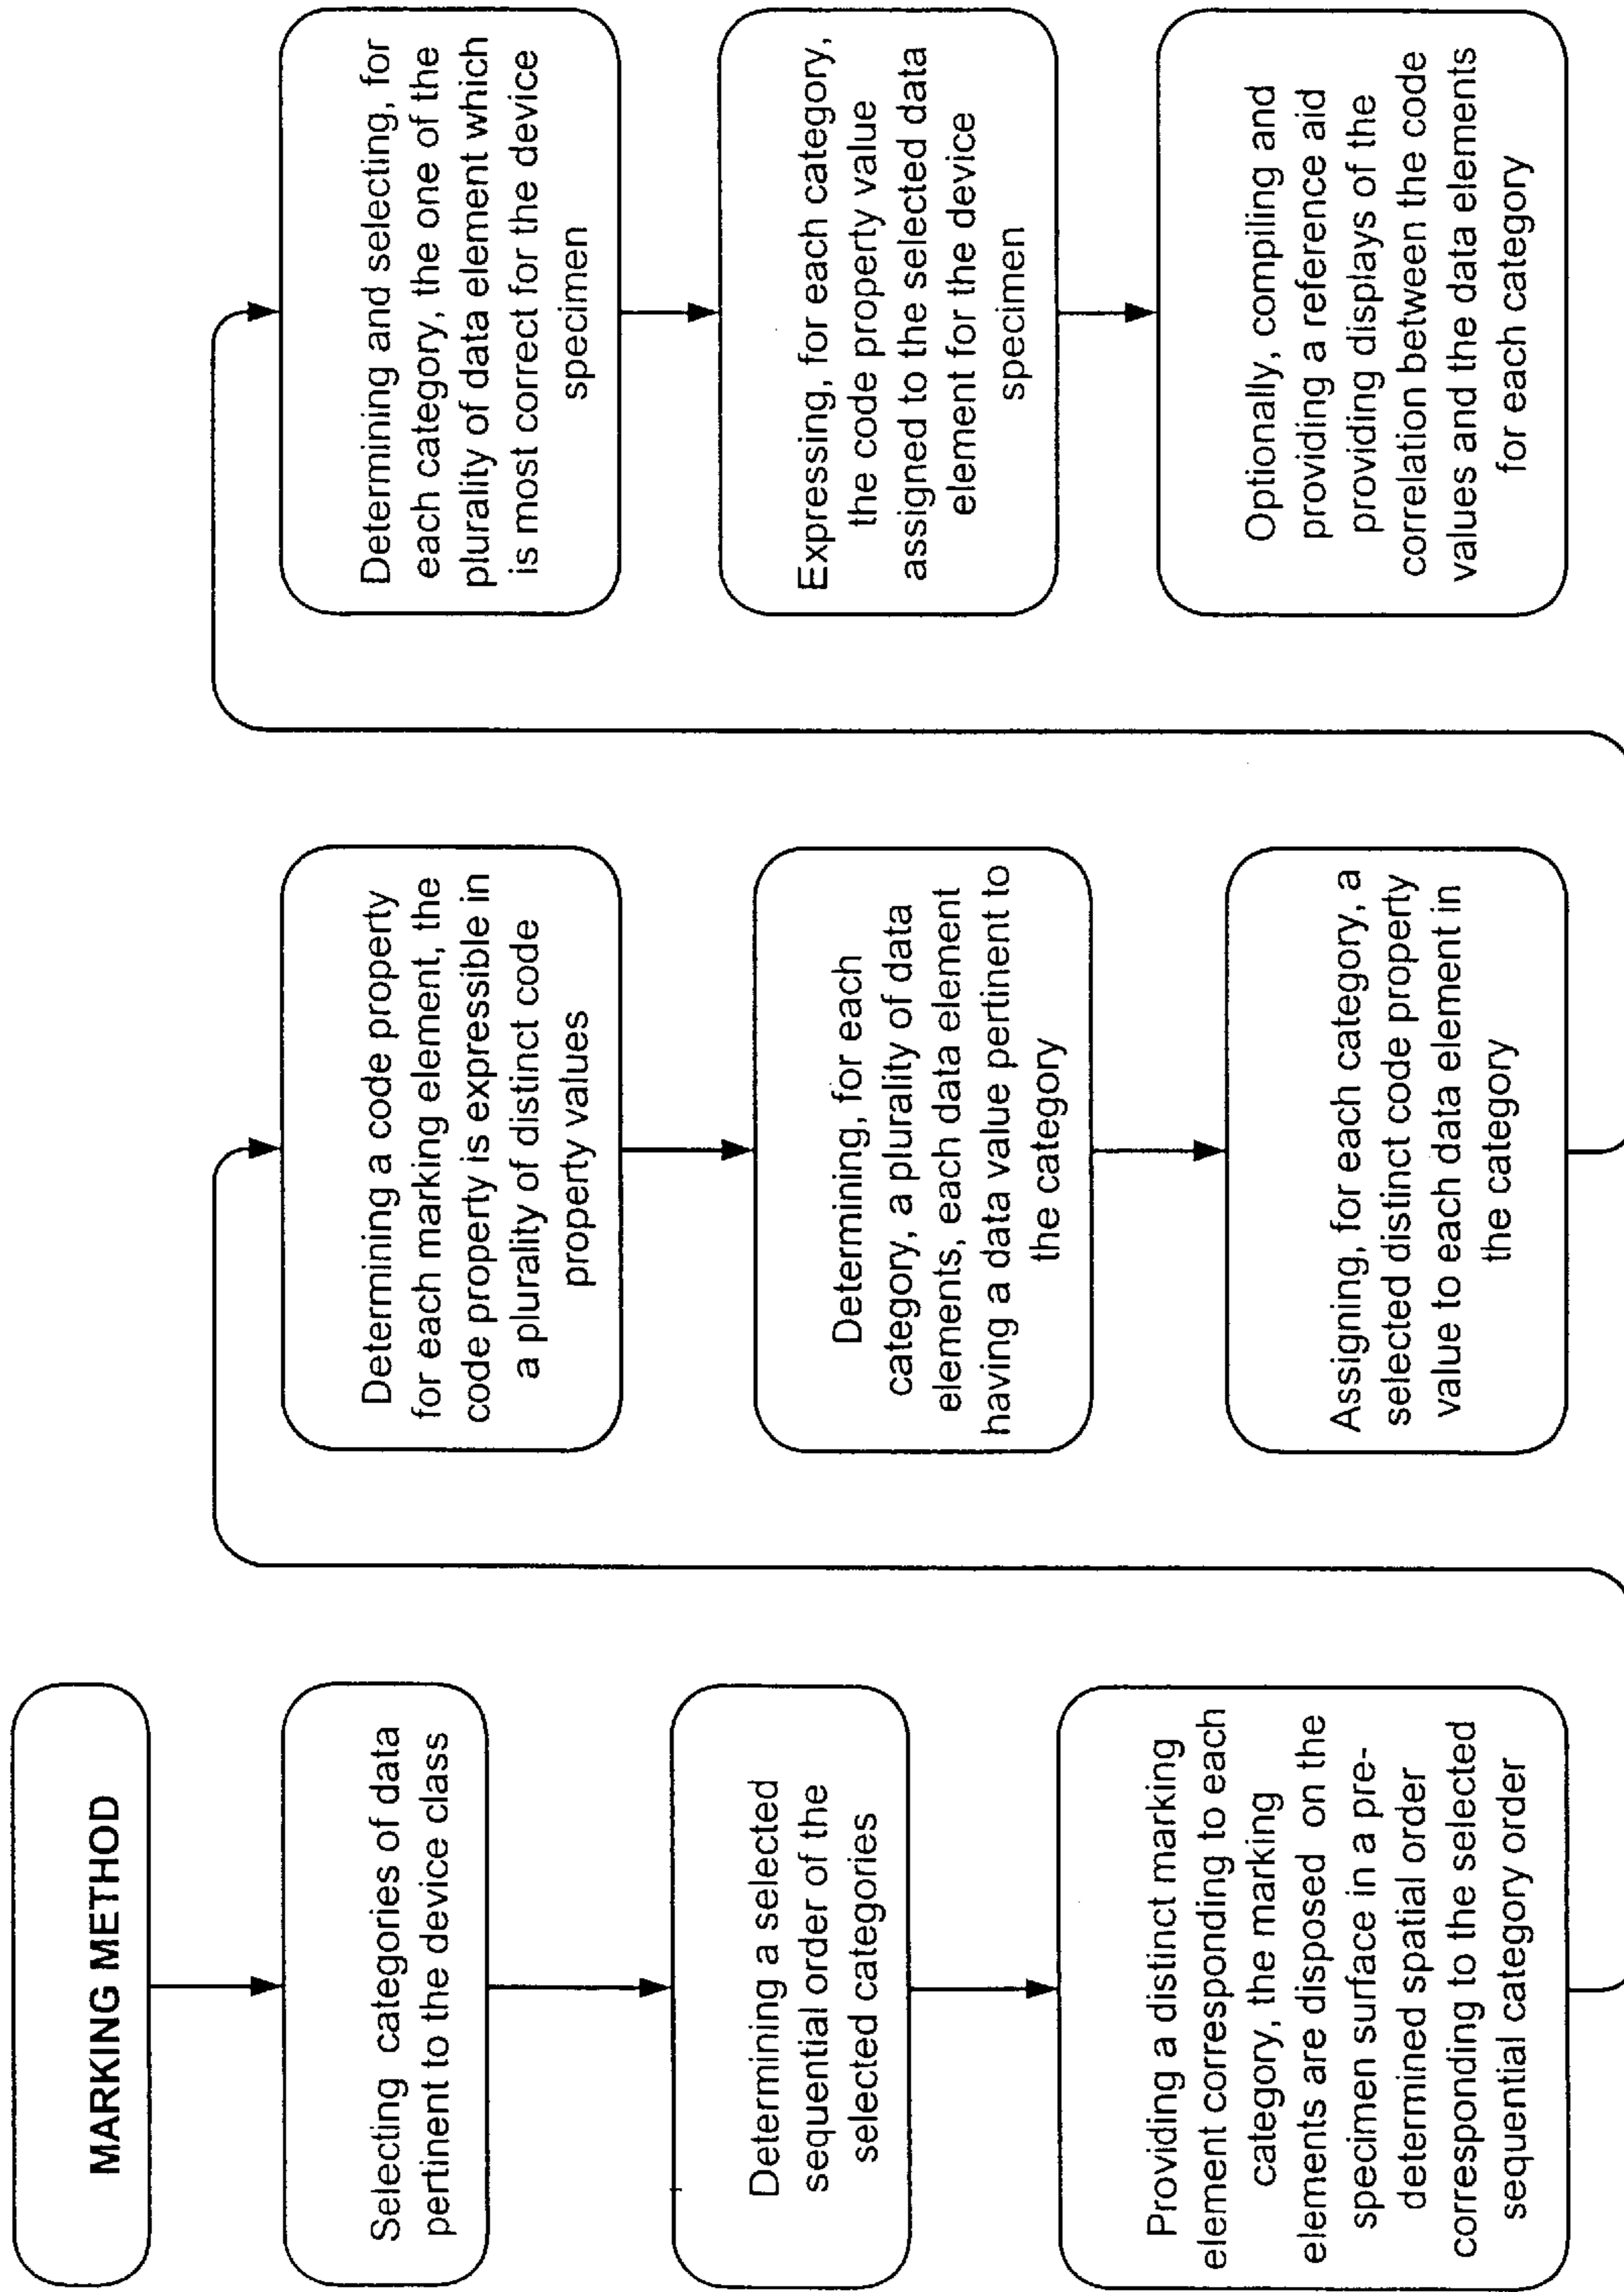 MARKING METHOD
Selecting categories of data
pertinent to the device class
Determining a selected
sequential order of the
selected categories
Providing a distinct marking
element corresponding to each
category, the marking
elements are disposed on the
specimen surface in a pre-
determined spatial order
corresponding to the selected
sequential category order
Determining a code property
for each marking element, the
code property is expressible in
a plurality of distinct code
property values
Determining, for each
category, a plurality of data
elements, each data element
having a data value pertinent to
the category
Assigning, for each category, a
selected distinct code property
value to each data element in
the category
Determining and selecting, for
each category, the one of the
plurality of data element which
is most correct for the device
specimen
Expressing, for each category,
the code property value
assigned to the selected data
element for the device
specimen
Optionally, compiling and
providing a reference aid
providing displays of the
correlation between the code
values and the data elements
for each category